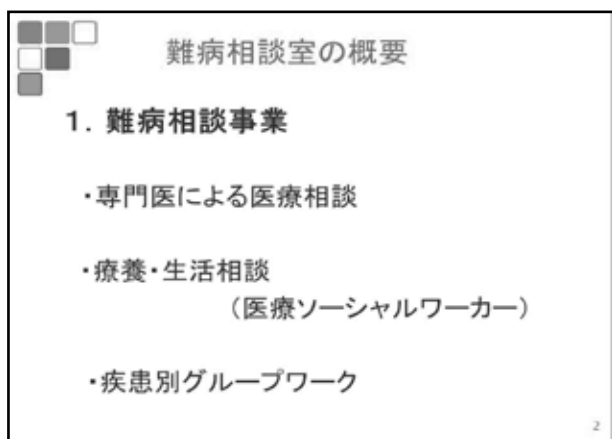 難病相談室の概要
１．難病相談事業
・専門医による医療相談
・療養・生活相談
（医療ソーシャルワーカー）
・疾患別グループワーク
2